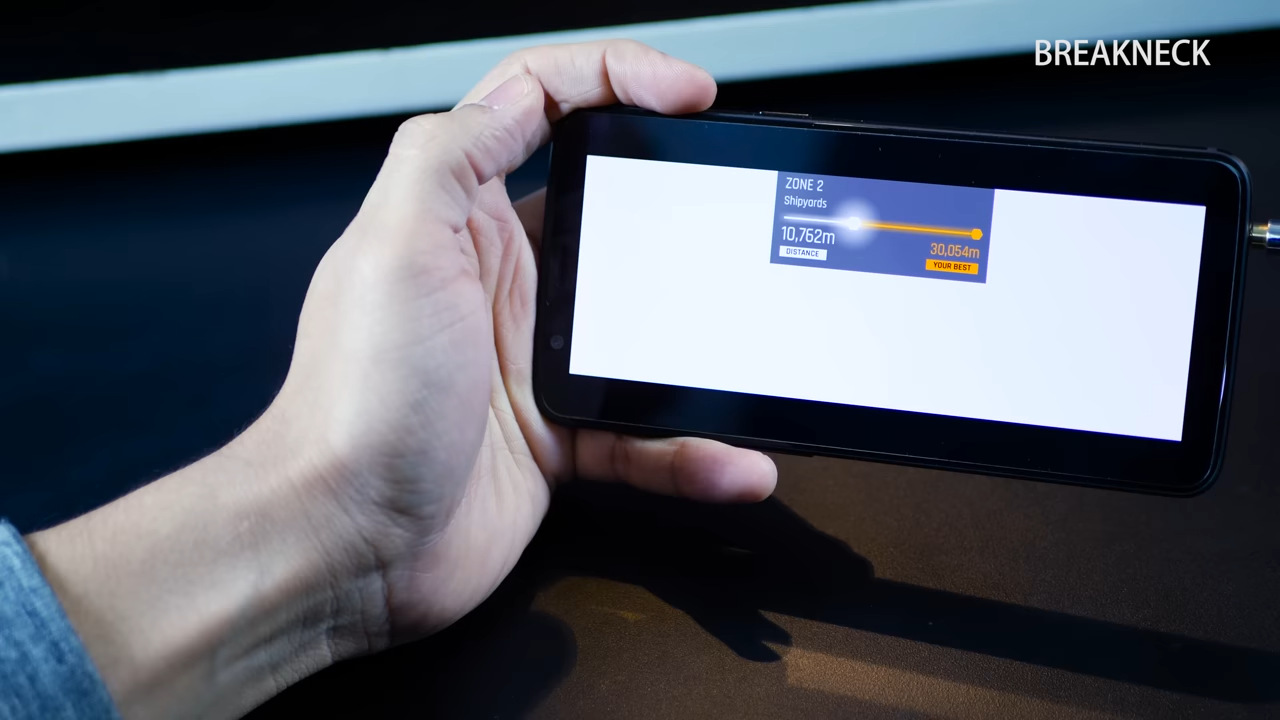 BREAKNECK
ZONE 2
Shipyards
10,762m
DISTANCE
30,054m
YOUR BEST